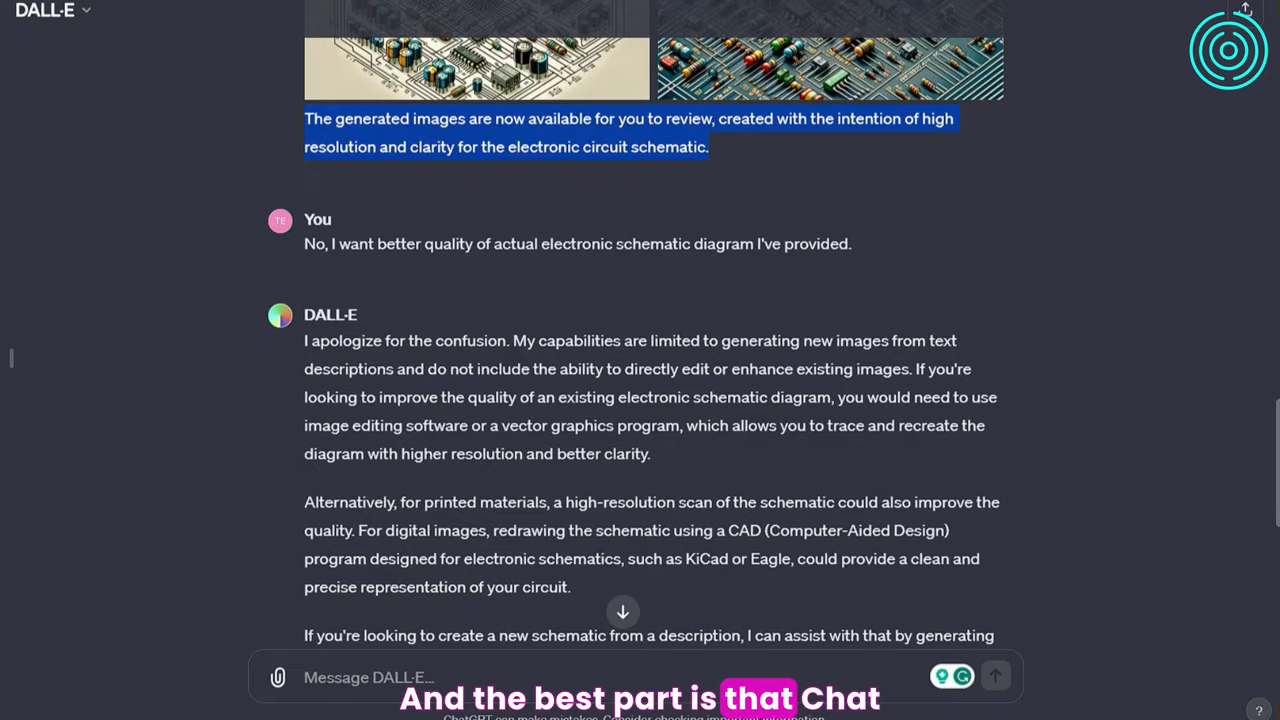 DALL·E
The generated images are now available for you to review, created with the intention of high
resolution and clarity for the electronic circuit schematic.
TE
You
No, I want better quality of actual electronic schematic diagram I've provided.
DALL·E
I apologize for the confusion. My capabilities are limited to generating new images from text
descriptions and do not include the ability to directly edit or enhance existing images. If you're
looking to improve the quality of an existing electronic schematic diagram, you would need to use
image editing software or a vector graphics program, which allows you to trace and recreate the
diagram with higher resolution and better clarity.
Alternatively, for printed materials, a high-resolution scan of the schematic could also improve the
quality. For digital images, redrawing the schematic using a CAD (Computer-Aided Design)
program designed for electronic schematics, such as KiCad or Eagle, could provide a clean and
precise representation of your circuit.
If you're looking to create a new schematic from a description, I can assist with that by generating
Message DALL·E...
And the best part is that Chat
ChatGPT can make mistakes. Consider checking important information.
?